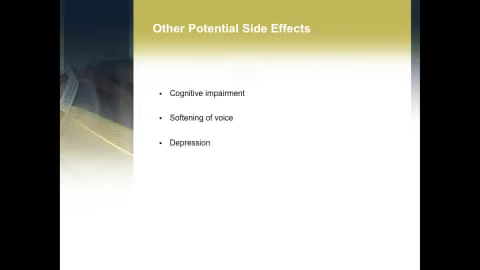 Other Potential Side Effects
• Cognitive impairment
• Softening of voice
• Depression